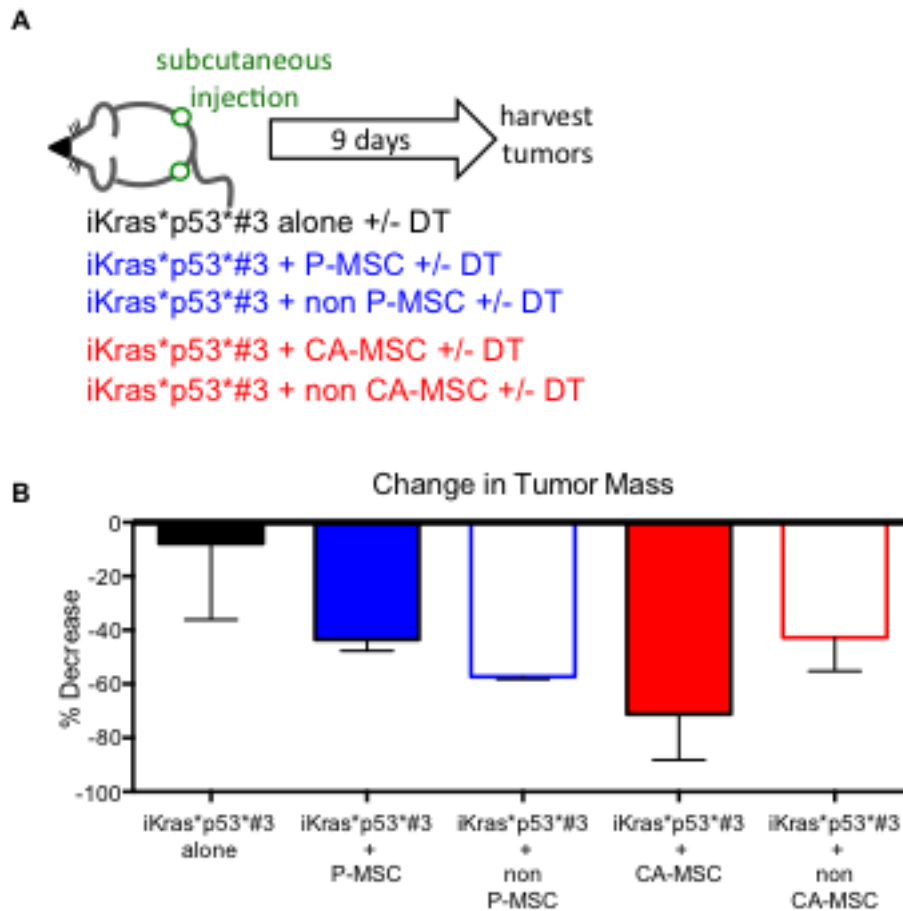 A
subcutaneous
injection
9 days
harvest
tumors
iKras*p53*#3 alone +/- DT
iKras*p53*#3 + P-MSC +/- DT
iKras*p53*#3 + non P-MSC +/- DT
iKras*p53*#3 + CA-MSC +/- DT
iKras*p53*#3 + non CA-MSC +/- DT
B
Change in Tumor Mass
% Decrease
0
-20
-40
-60
-80
-100
iKras*p53*#3
alone
iKras*p53*#3
+
P-MSC
iKras*p53*#3
+
non
P-MSC
iKras*p53*#3
+
CA-MSC
iKras*p53*#3
+
non
CA-MSC